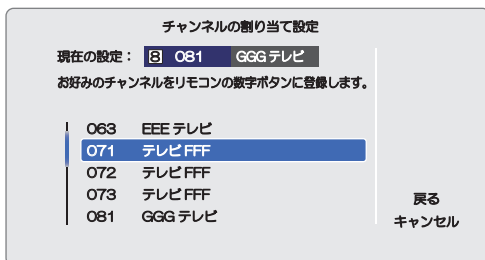 チャンネルの割り当て設定
現在の設定： 8 081 GGGテレビ
お好みのチャンネルをリモコンの数字ボタンに登録します。
063 EEEテレビ
071 テレビFFF
072 テレビFFF
073 テレビFFF
081 GGGテレビ
戻る
キャンセル